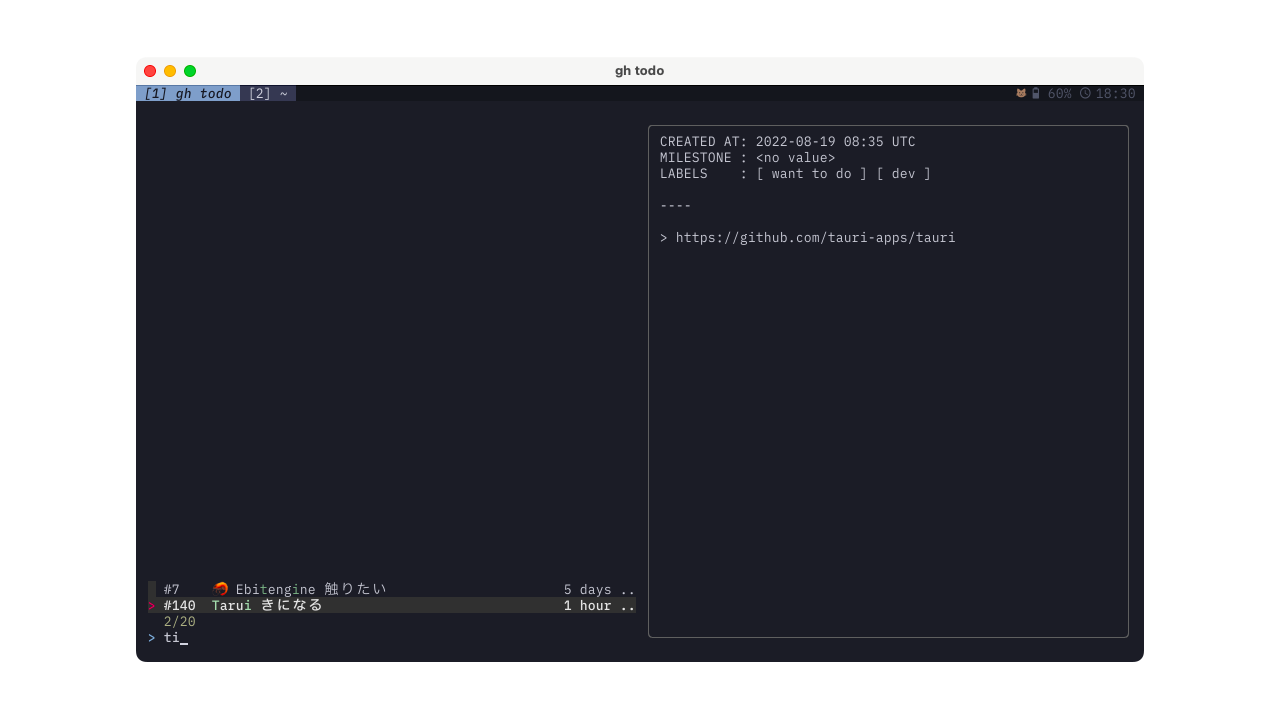 gh todo
[1] gh todo [2] ~ 60% 18:30
CREATED AT: 2022-08-19 08:35 UTC
MILESTONE : <no value>
LABELS    : [ want to do ] [ dev ]
----
> https://github.com/tauri-apps/tauri
#7 Ebitengine 触りたい 5 days ..
> #140 Tarui きになる 1 hour ..
2/20
> ti_